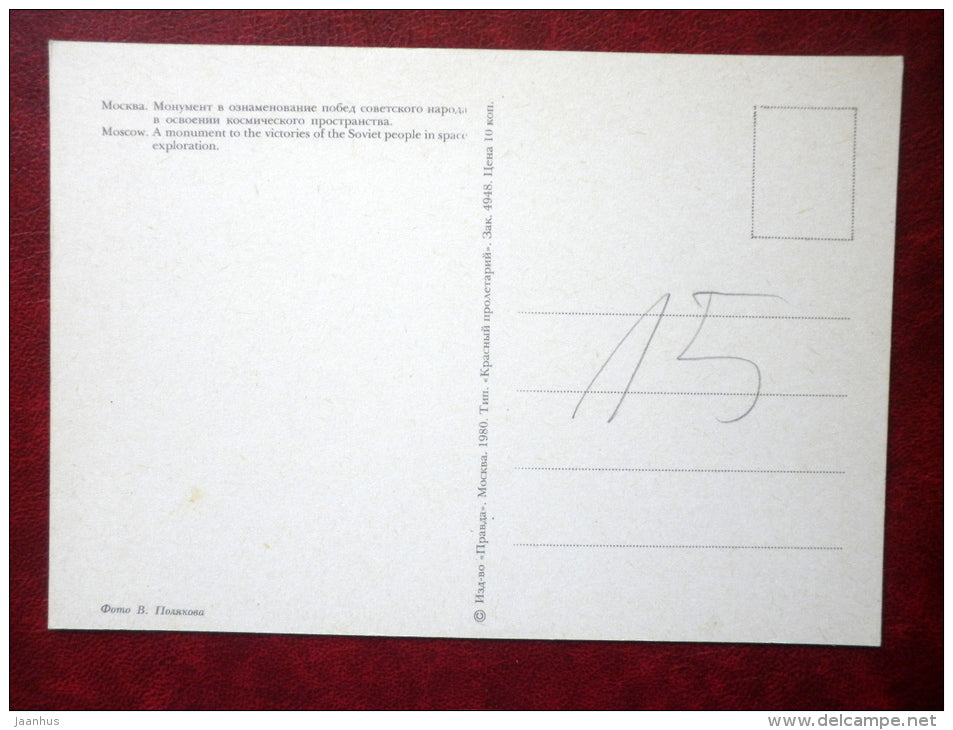 Москва. Монумент в ознаменование побед советского народа
в освоении космического пространства.
Moscow. A monument to the victories of the Soviet people in space
exploration.
Фото В. Полякова
© Изд-во «Правда». Москва. 1980. Тип. «Красный пролетарий». Зак. 4948. Цена 10 коп.
15
jaanhus
www.delcampe.net